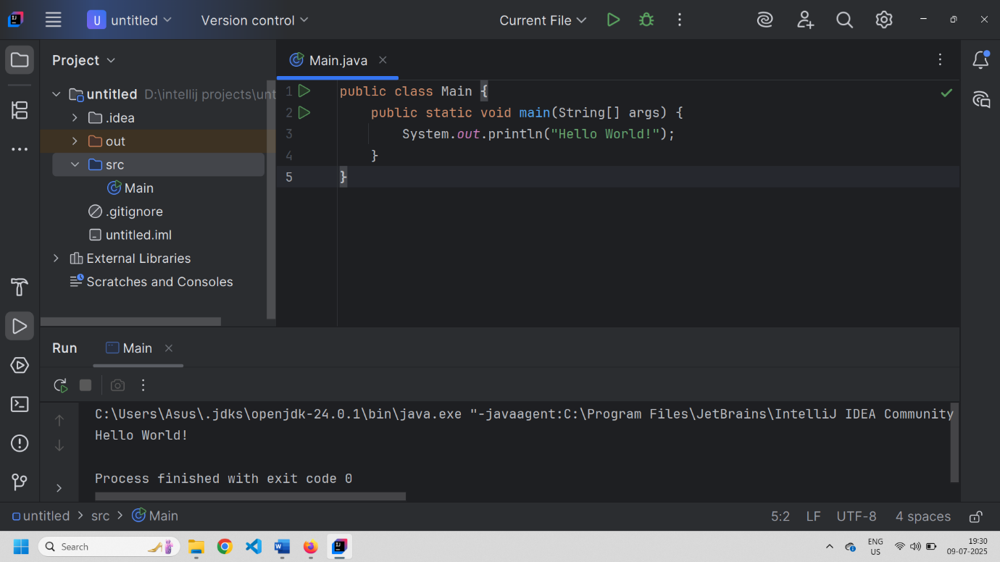 U untitled Version control Current File
Project
Main.java
untitled D:\intellij projects\unt
.idea
out
src
Main
.gitignore
untitled.iml
External Libraries
Scratches and Consoles
1 public class Main {
2 public static void main(String[] args) {
3 System.out.println("Hello World!");
4 }
5 }
Run Main
C:\Users\Asus\.jdks\openjdk-24.0.1\bin\java.exe "-javaagent:C:\Program Files\JetBrains\IntelliJ IDEA Community
Hello World!
Process finished with exit code 0
untitled > src > Main 5:2 LF UTF-8 4 spaces
Search ENG US 19:30 09-07-2025